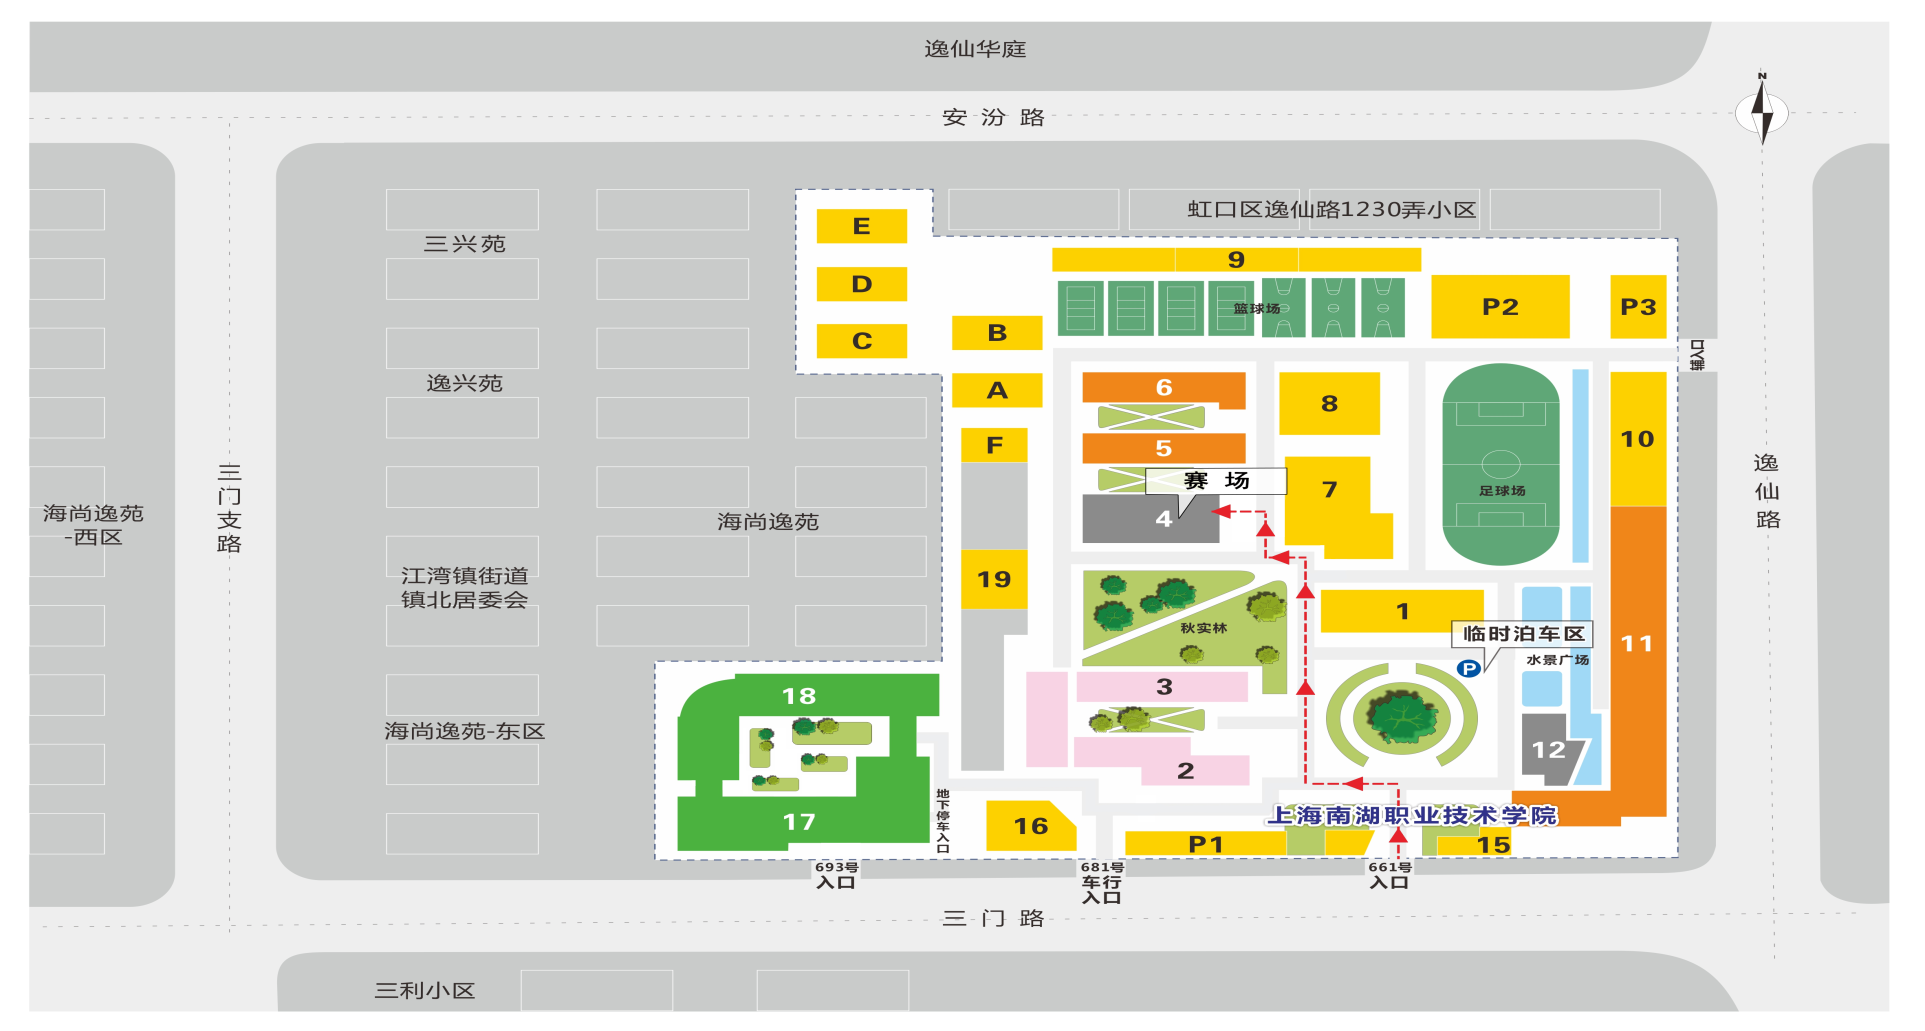 逸仙华庭
安汾路
N
虹口区逸仙路1230弄小区
三兴苑
E
D
C
B
A
F
9
篮球场
P2
P3
辅入口
逸兴苑
6
5
赛 场
4
8
7
足球场
10
海尚逸苑
-西区
三门支路
海尚逸苑
逸仙路
江湾镇街道
镇北居委会
19
秋实林
1
临时泊车区
P
水景广场
11
海尚逸苑-东区
18
3
2
12
17
地下停车入口
16
上海南湖职业技术学院
P1
15
693号
入口
681号
车行
入口
661号
入口
三门路
三利小区